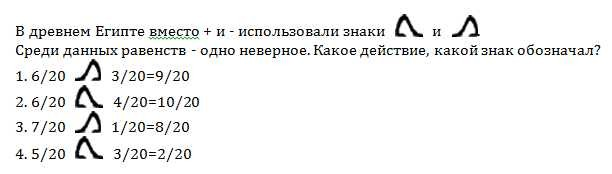 В древнем Египте вместо + и - использовали знаки и
Среди данных равенств - одно неверное. Какое действие, какой знак обозначал?
1. 6/20 3/20=9/20
2. 6/20 4/20=10/20
3. 7/20 1/20=8/20
4. 5/20 3/20=2/20